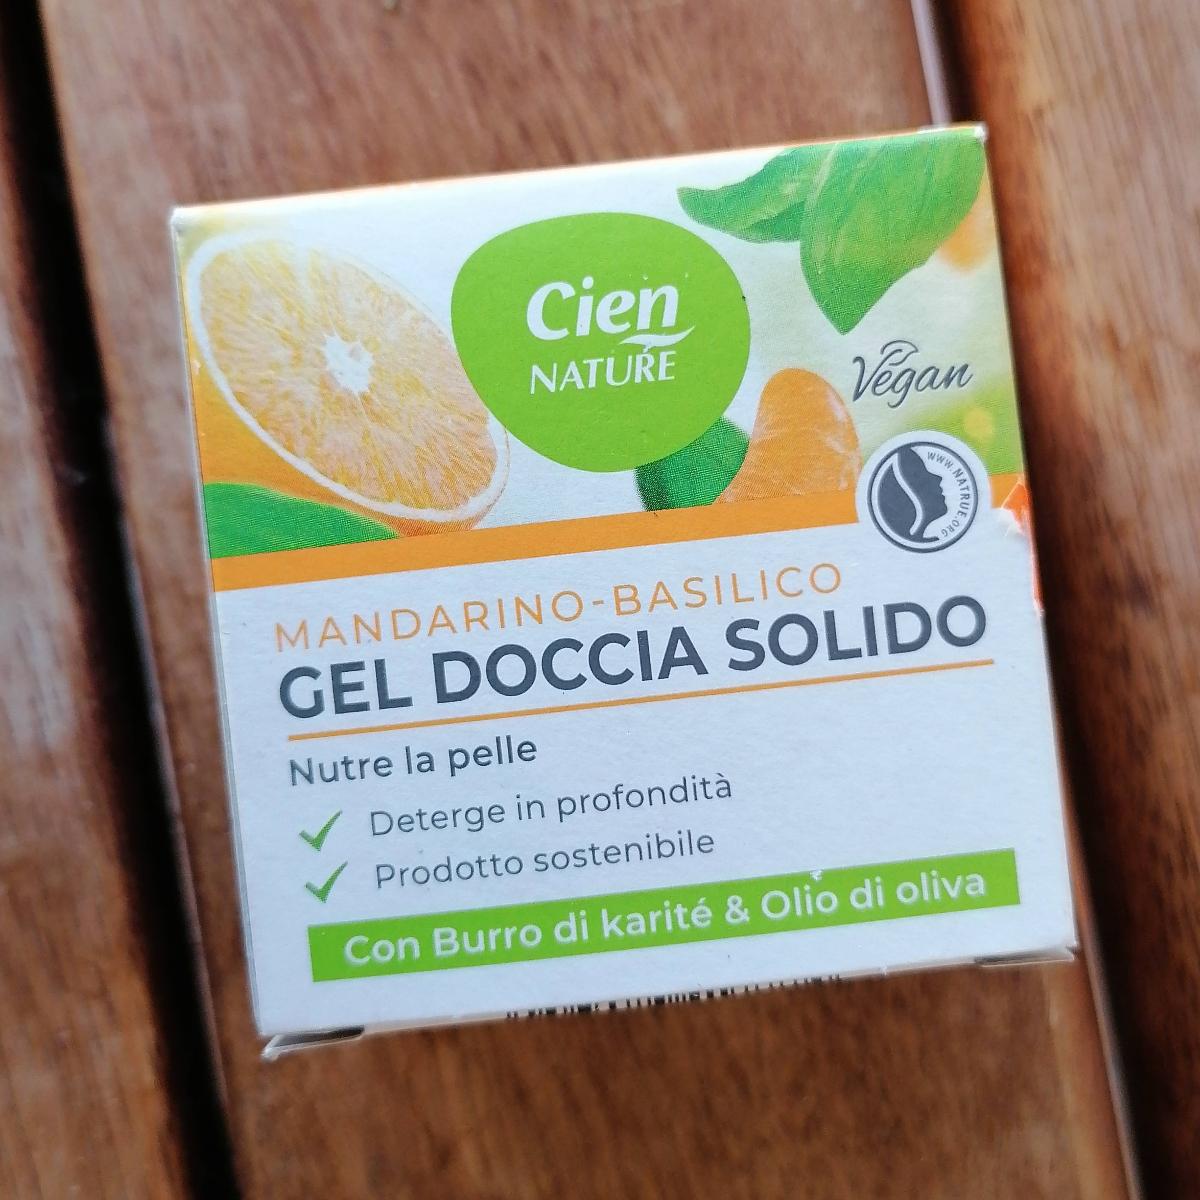 Cien
NATURE
Vegan
WWW.NATRUE.ORG
MANDARINO-BASILICO
GEL DOCCIA SOLIDO
Nutre la pelle
Deterge in profondità
Prodotto sostenibile
Con Burro di karité & Olio di oliva